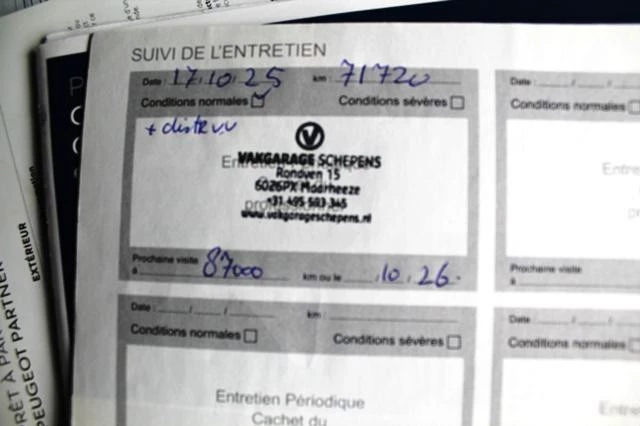 SUIVI DE L'ENTRETIEN
Date : 17.10.25 km : 71720
Conditions normales Conditions sévères
+ distr v.v
VAKGARAGE SCHEPENS
Rondven 15
6026PX Maarheeze
+31 495 593 345
www.vakgarageschepens.nl
Prochaine visite
à 87000 km ou le 10.26.
Date : / /
Conditions normales
Prochaine visite
à
Date : / / km :
Conditions normales Conditions sévères
Entretien Périodique
Cachet du
Date : / /
Conditions normales
PEUGEOT PARTNER
EXTÉRIEUR